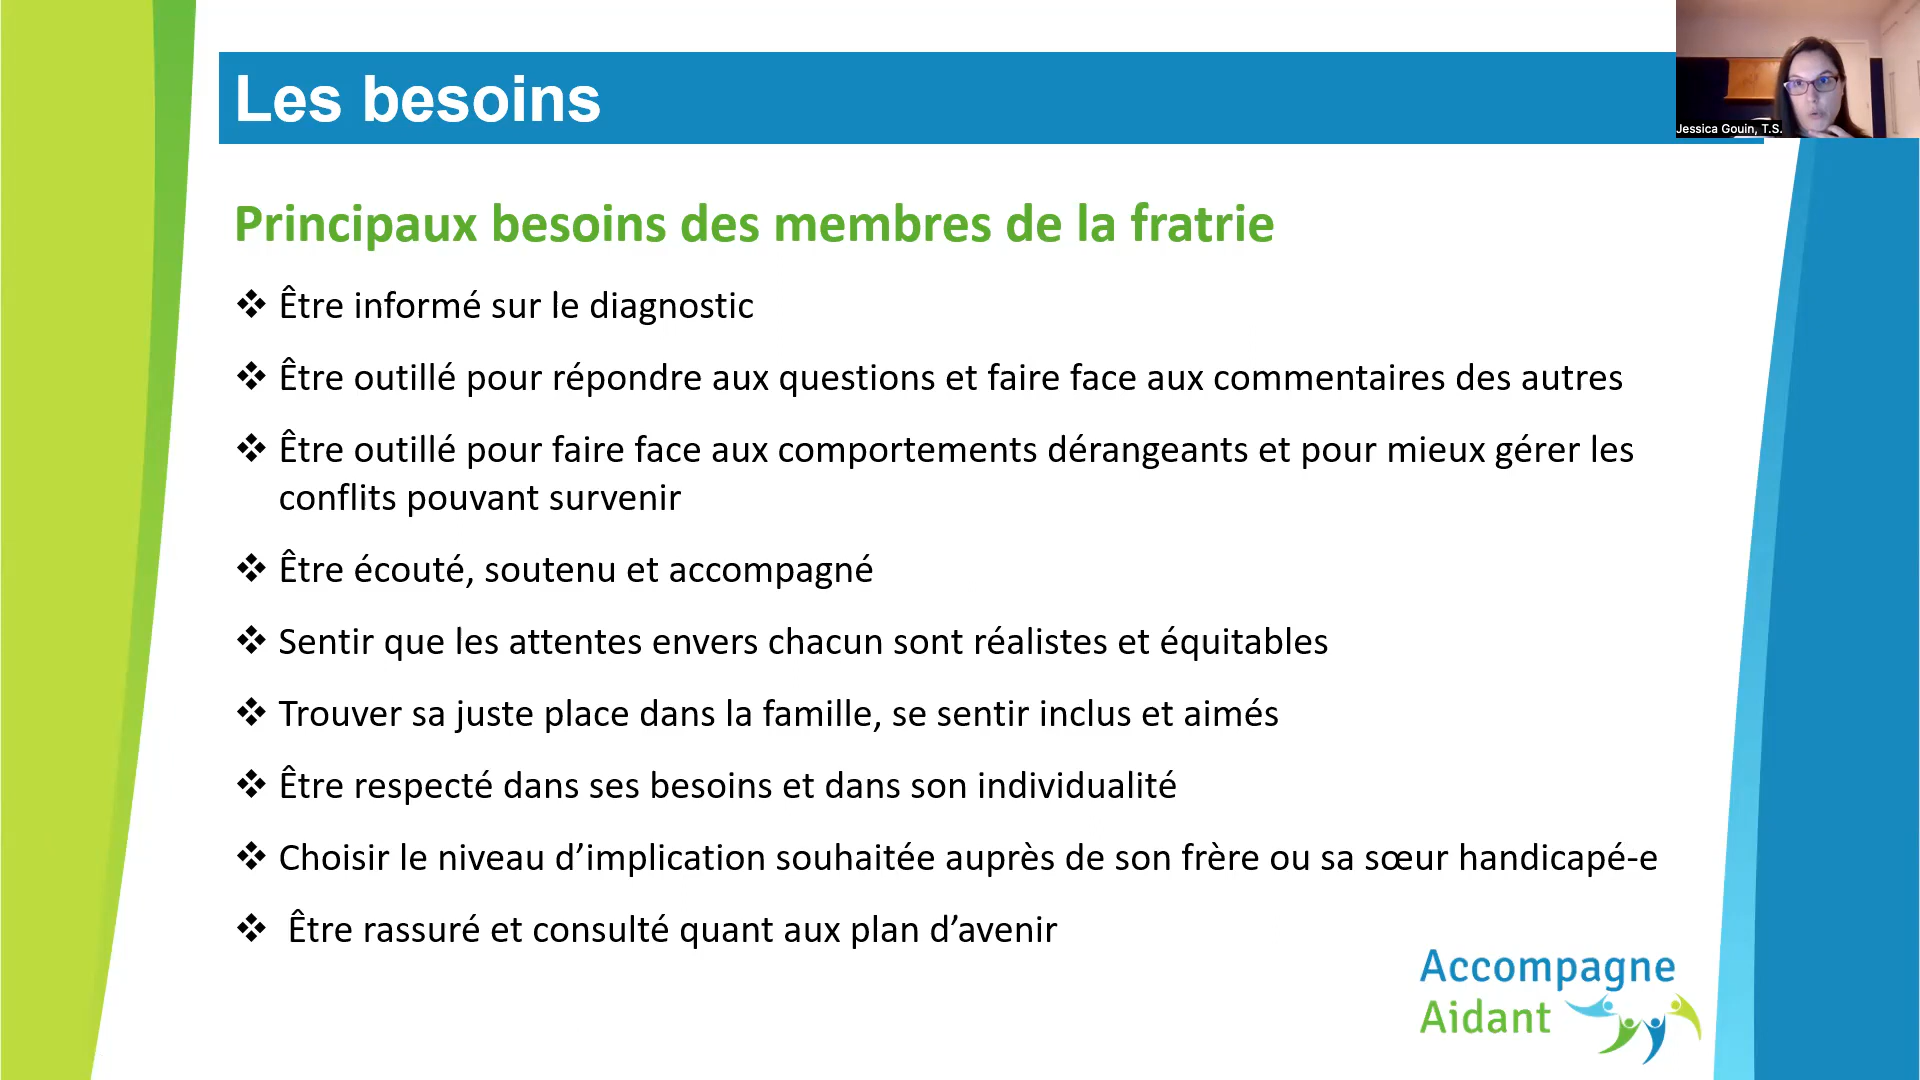 Les besoins
Jessica Gouin, T.S.
Principaux besoins des membres de la fratrie
❖ Être informé sur le diagnostic
❖ Être outillé pour répondre aux questions et faire face aux commentaires des autres
❖ Être outillé pour faire face aux comportements dérangeants et pour mieux gérer les
conflits pouvant survenir
❖ Être écouté, soutenu et accompagné
❖ Sentir que les attentes envers chacun sont réalistes et équitables
❖ Trouver sa juste place dans la famille, se sentir inclus et aimés
❖ Être respecté dans ses besoins et dans son individualité
❖ Choisir le niveau d’implication souhaitée auprès de son frère ou sa sœur handicapé-e
❖ Être rassuré et consulté quant aux plan d’avenir
Accompagne
Aidant